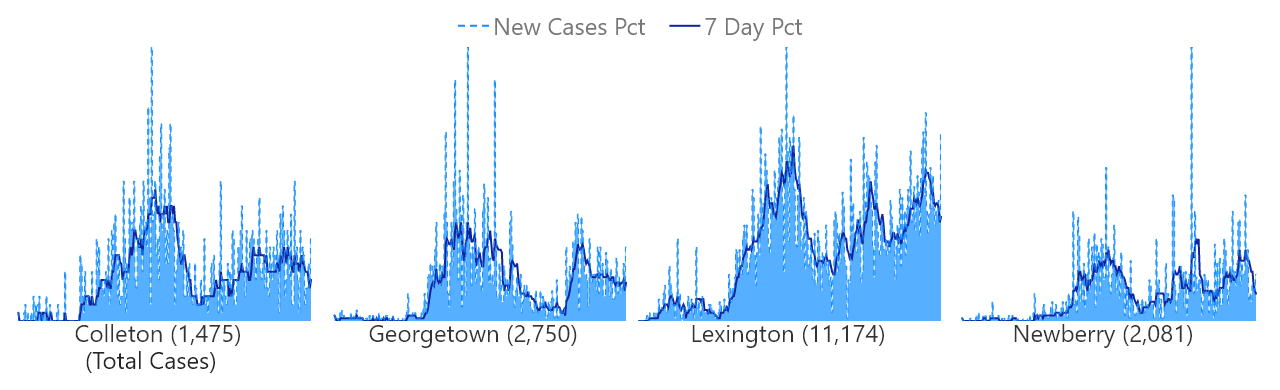 New Cases Pct 7 Day Pct
Colleton (1,475) Georgetown (2,750) Lexington (11,174) Newberry (2,081)
(Total Cases)